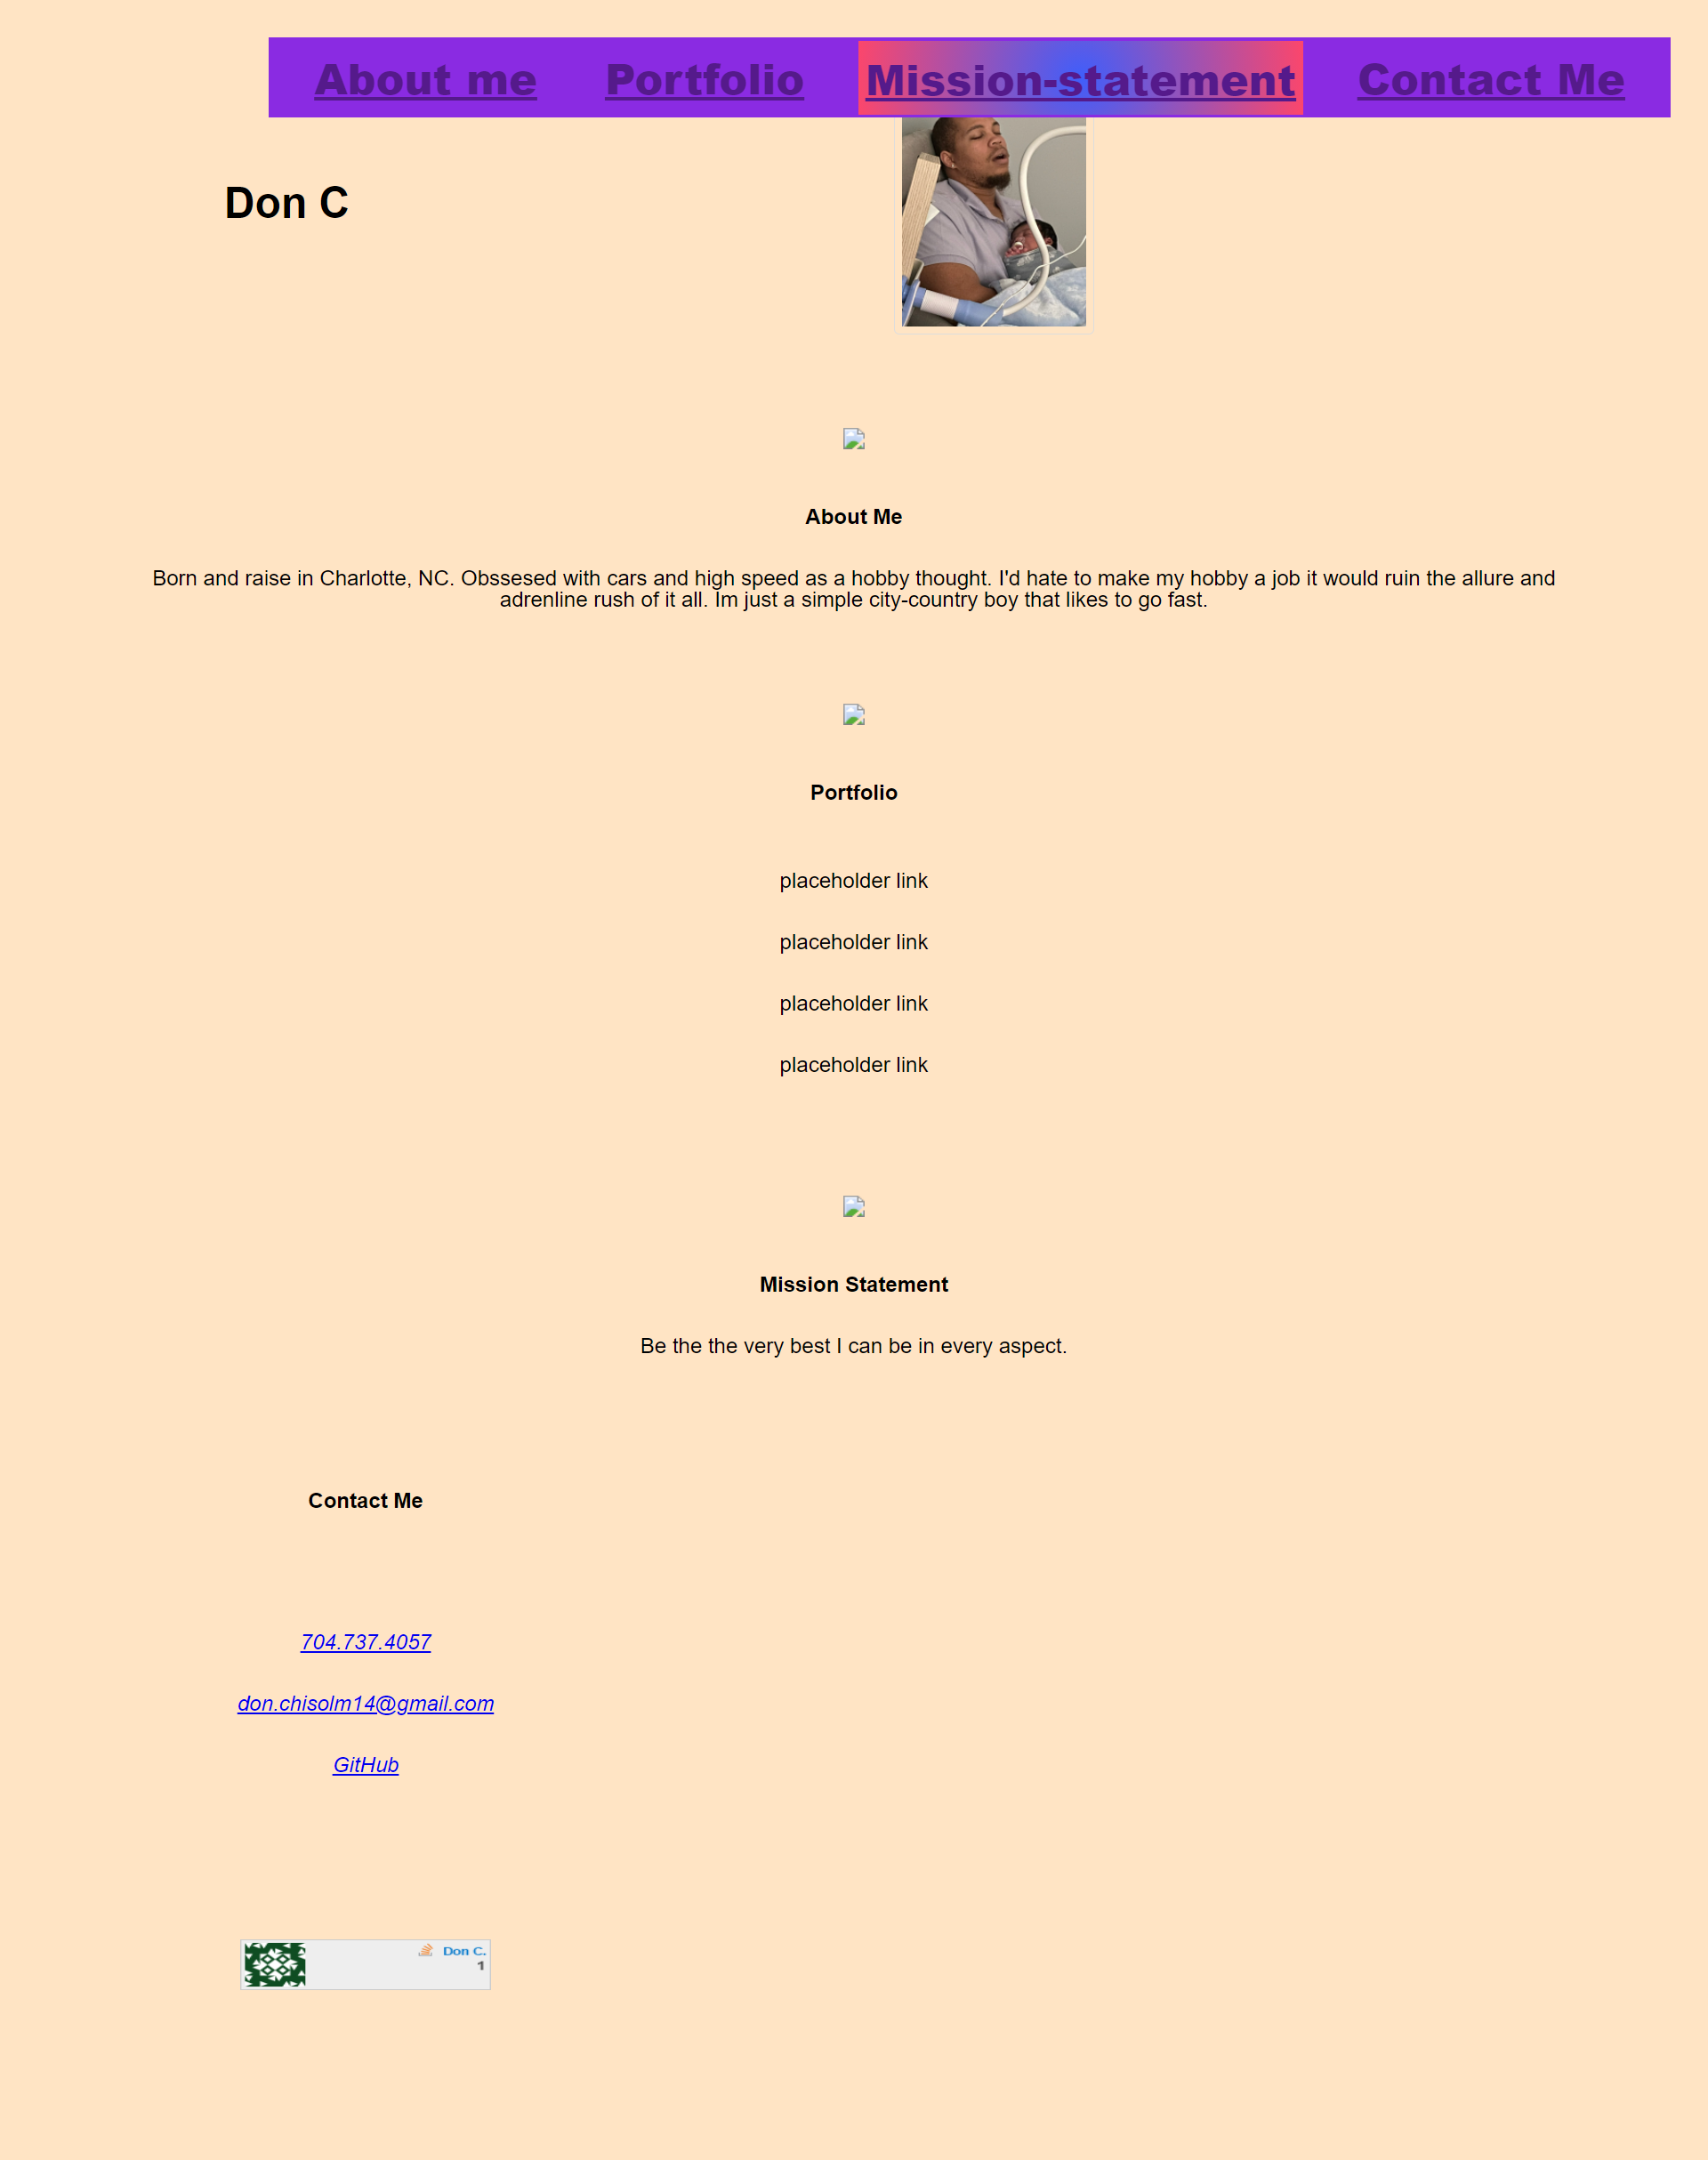 About me Portfolio Mission-statement Contact Me
Don C
About Me
Born and raise in Charlotte, NC. Obssesed with cars and high speed as a hobby thought. I'd hate to make my hobby a job it would ruin the allure and
adrenline rush of it all. Im just a simple city-country boy that likes to go fast.
Portfolio
placeholder link
placeholder link
placeholder link
placeholder link
Mission Statement
Be the the very best I can be in every aspect.
Contact Me
704.737.4057
don.chisolm14@gmail.com
GitHub
Don C.
1